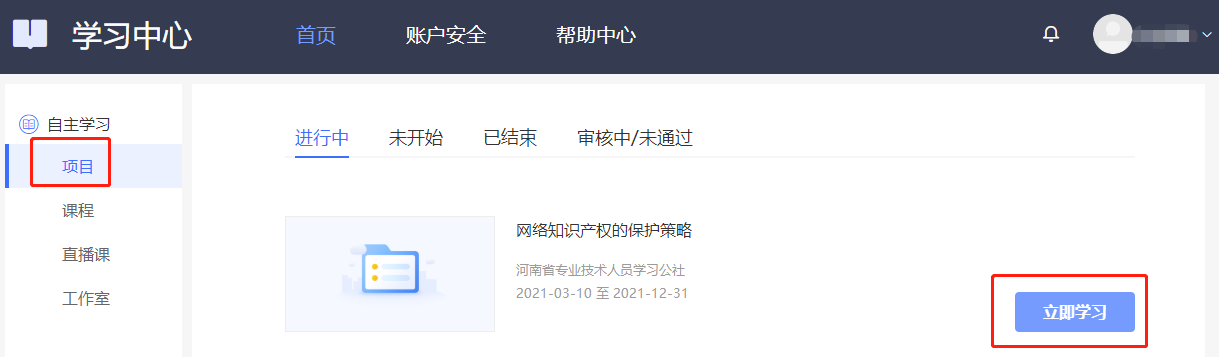 学习中心 首页 账户安全 帮助中心
自主学习
项目
课程
直播课
工作室
进行中 未开始 已结束 审核中/未通过
网络知识产权的保护策略
河南省专业技术人员学习公社
2021-03-10 至 2021-12-31
立即学习